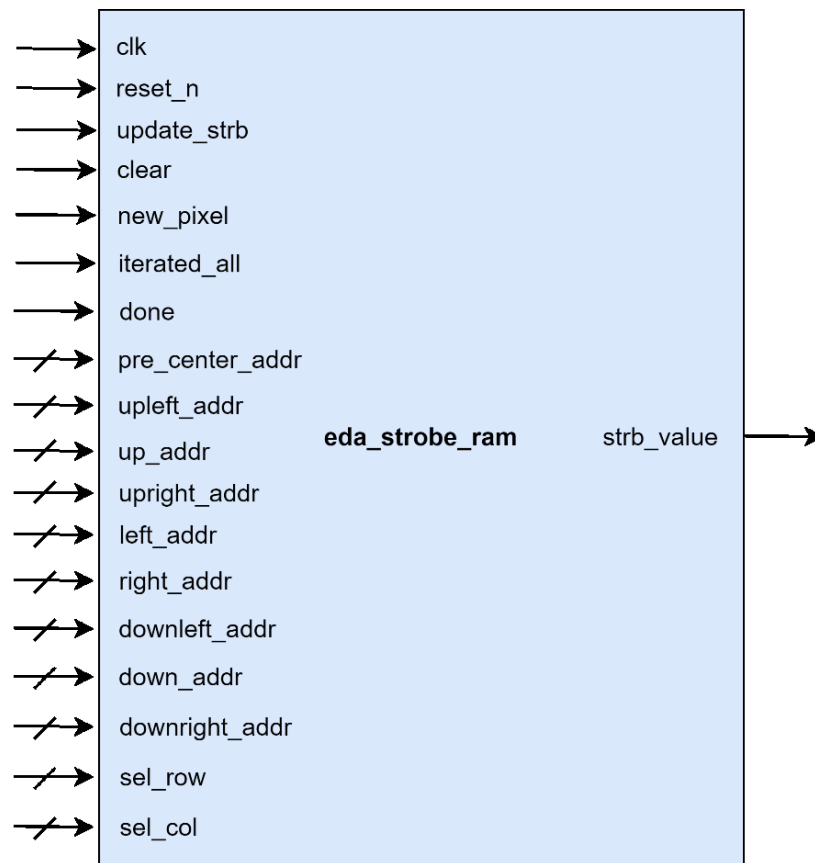 clk
reset_n
update_strb
clear
new_pixel
iterated_all
done
pre_center_addr
upleft_addr
up_addr
upright_addr
left_addr
right_addr
downleft_addr
down_addr
downright_addr
sel_row
sel_col
eda_strobe_ram
strb_value